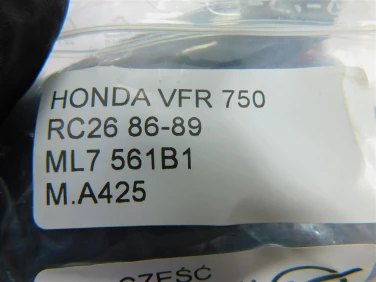 HONDA VFR 750
RC26 86-89
ML7 561B1
M.A425
CZĘŚĆ